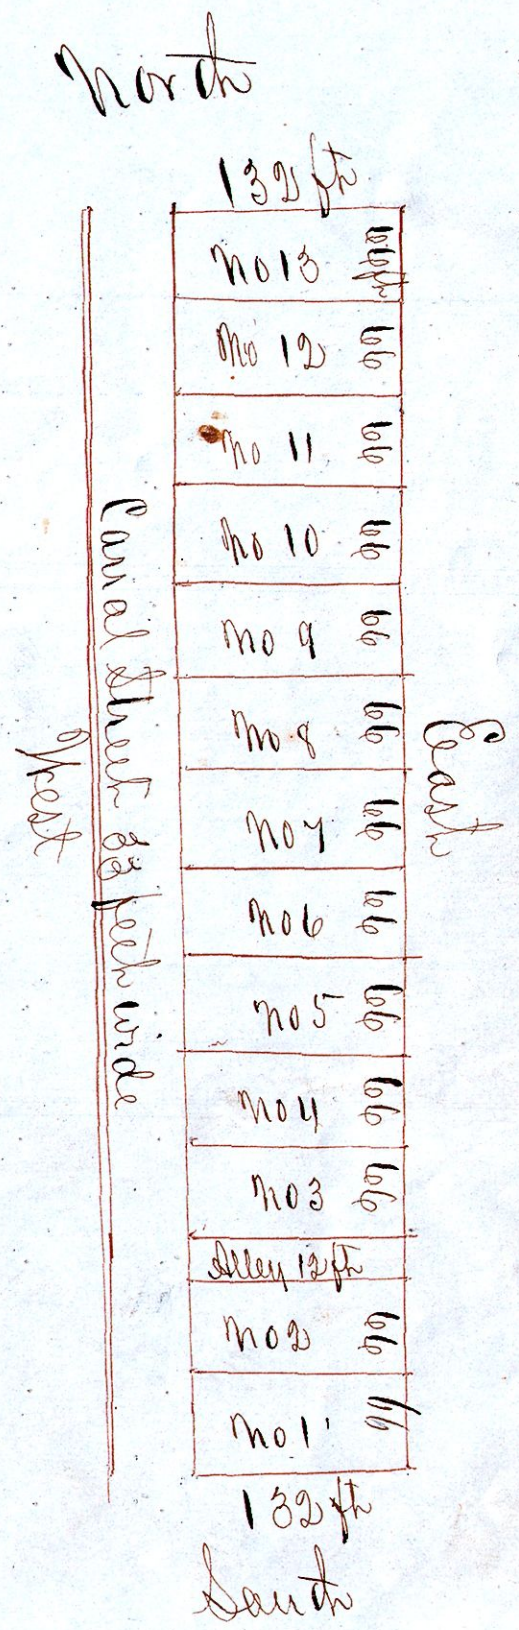 North
132 ft
No 13 66 ft
No 12 66
No 11 66
No 10 66
No 9 66
No 8 66
No 7 66
No 6 66
No 5 66
No 4 66
No 3 66
Alley 12 ft
No 2 66
No 1 66
132 ft
South
East
West
Canal Street 33 feet wide